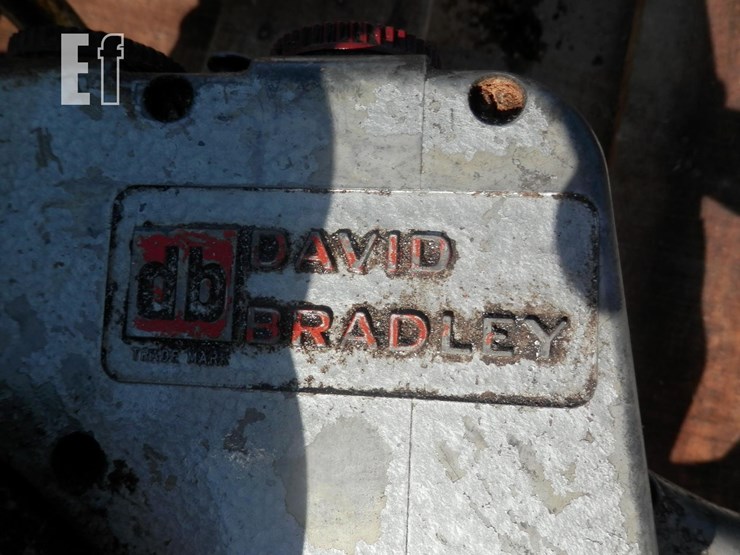 Ef
db
DAVID
BRADLEY
TRADE MARK